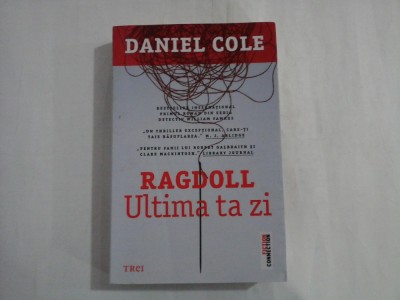 DANIEL COLE
BESTSELLER INTERNAȚIONAL
PRIMUL ROMAN DIN SERIA
DETECTIV WILLIAM FAWKES
„UN THRILLER EXCEPȚIONAL, CARE-ȚI
TAIE RĂSUFLAREA.” M. J. ARLIDGE
„PENTRU FANII LUI ROBERT GALBRAITH ȘI
CLARE MACKINTOSH.” LIBRARY JOURNAL
RAGDOLL
Ultima ta zi
TREI
FICTION
CONNECTION